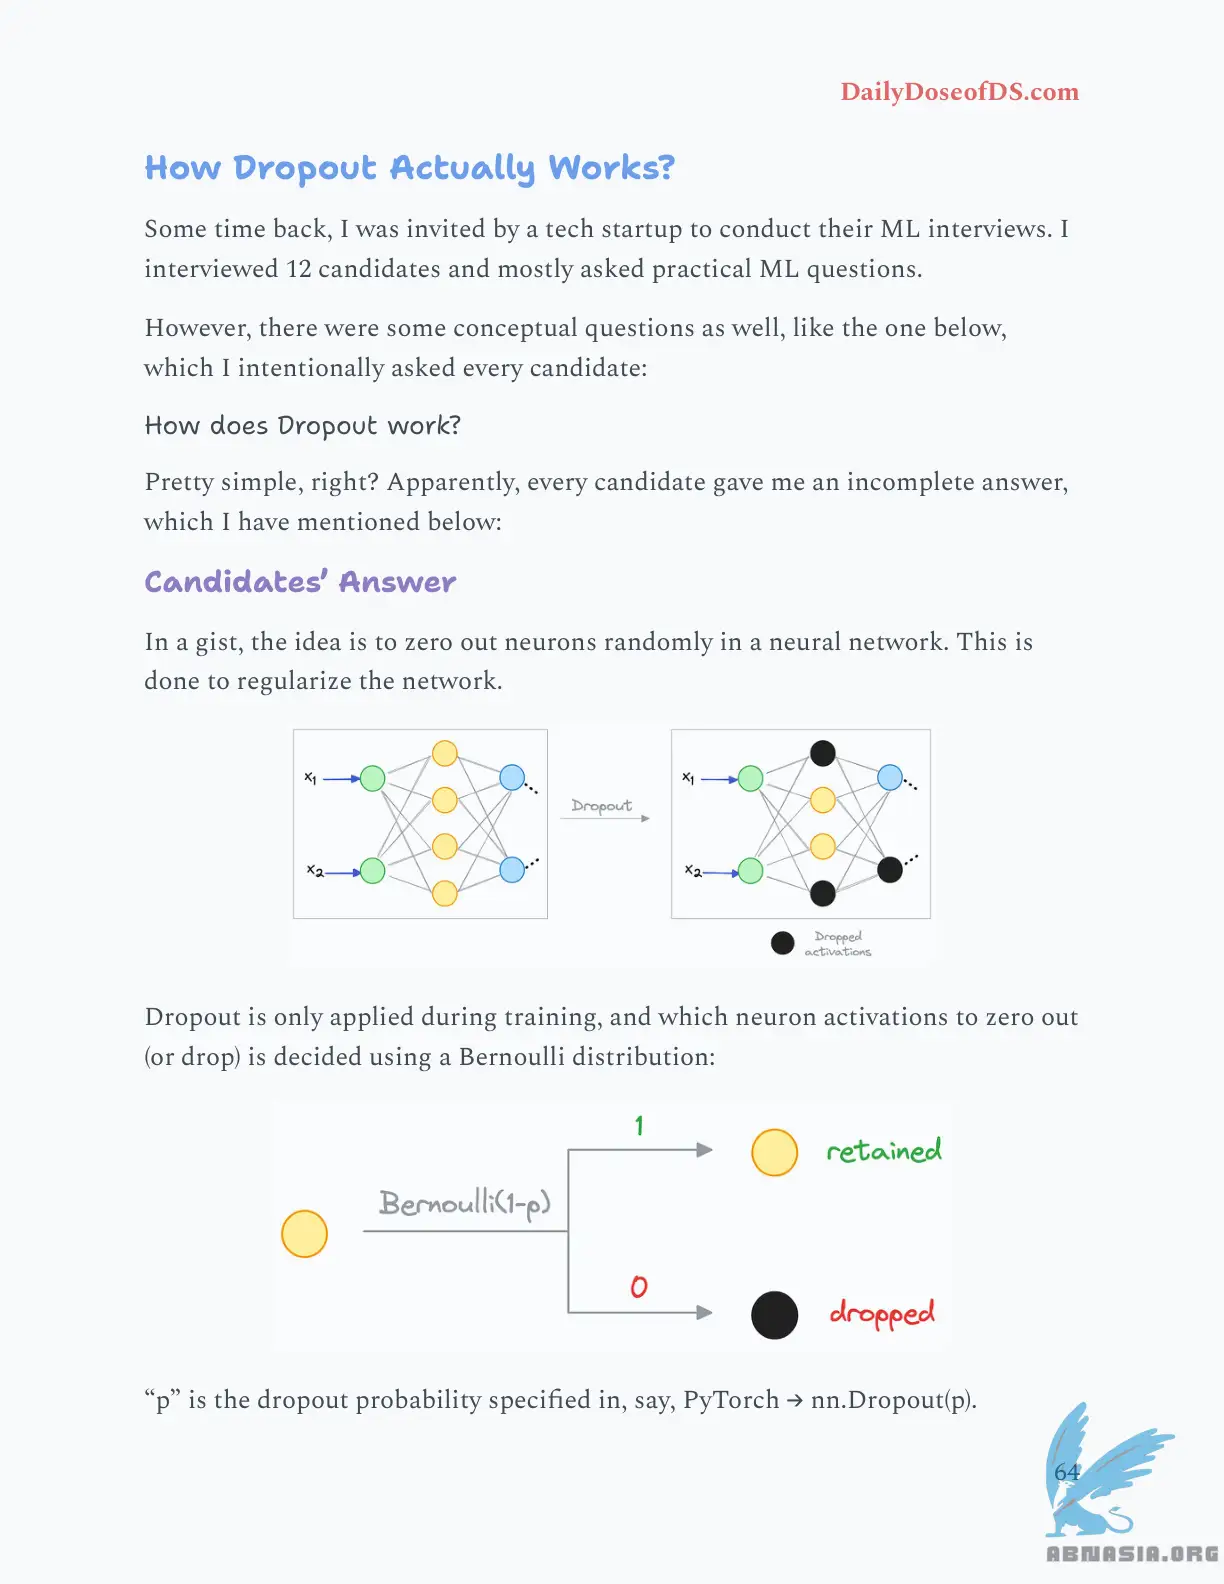 DailyDoseofDS.com
How Dropout Actually Works?
Some time back, I was invited by a tech startup to conduct their ML interviews. I
interviewed 12 candidates and mostly asked practical ML questions.
However, there were some conceptual questions as well, like the one below,
which I intentionally asked every candidate:
How does Dropout work?
Pretty simple, right? Apparently, every candidate gave me an incomplete answer,
which I have mentioned below:
Candidates’ Answer
In a gist, the idea is to zero out neurons randomly in a neural network. This is
done to regularize the network.
x₁
x₂
Dropout
x₁
x₂
Dropped
activations
Dropout is only applied during training, and which neuron activations to zero out
(or drop) is decided using a Bernoulli distribution:
Bernoulli(1-p)
1
retained
0
dropped
“p” is the dropout probability specified in, say, PyTorch → nn.Dropout(p).
64
ABNASIA.ORG